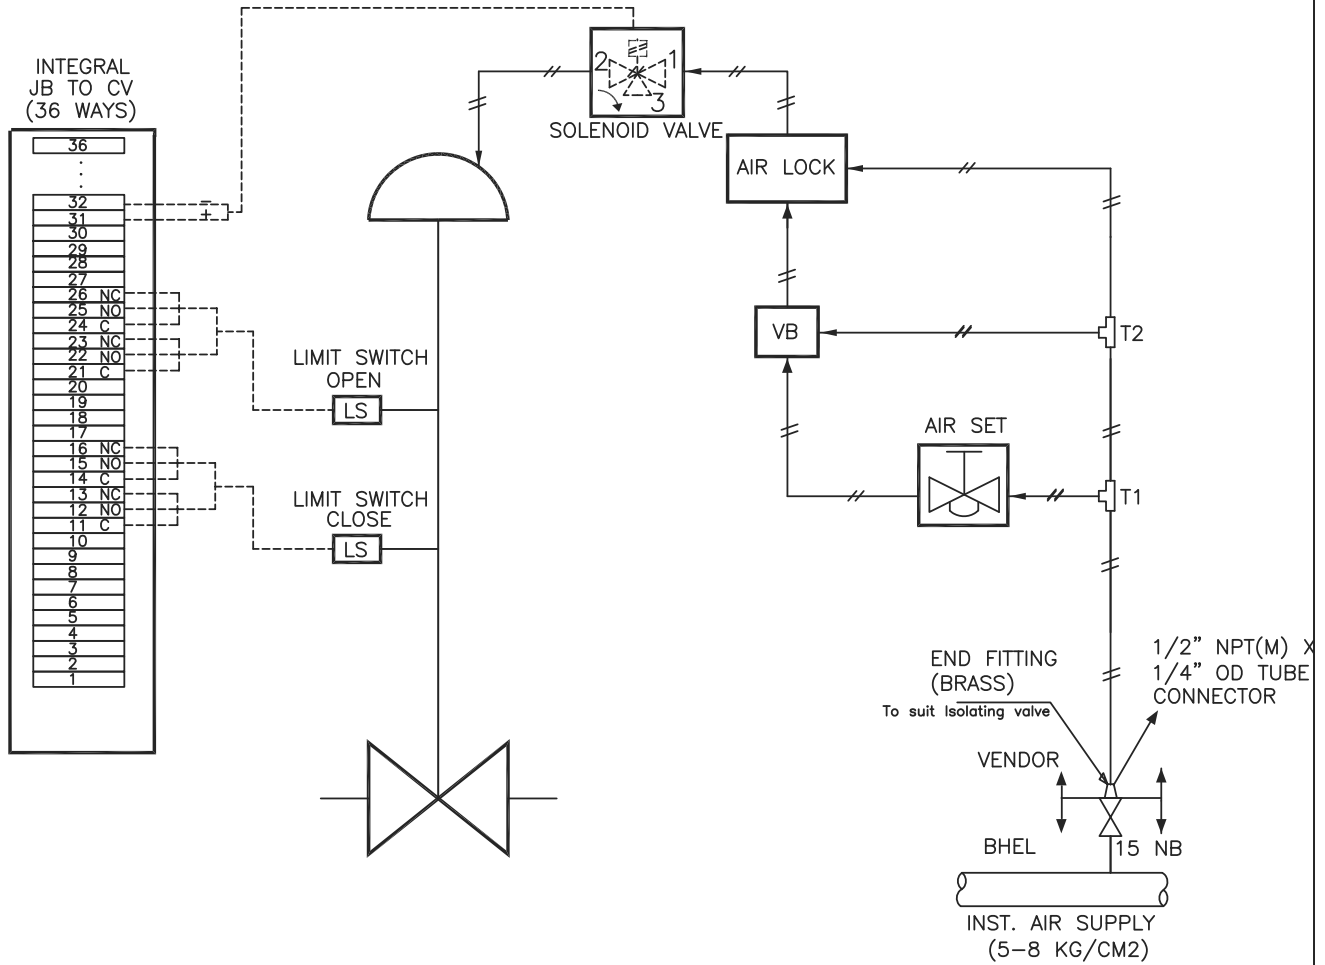 INTEGRAL
JB TO CV
(36 WAYS)
36
32 −
31 +
30
29
28
27
26 NC
25 NO
24 C
23 NC
22 NO
21 C
20
19
18
17
16 NC
15 NO
14 C
13 NC
12 NO
11 C
10
9
8
7
6
5
4
3
2
1
2 1
3
SOLENOID VALVE
AIR LOCK
VB
T2
LIMIT SWITCH
OPEN
LS
AIR SET
T1
LIMIT SWITCH
CLOSE
LS
END FITTING
(BRASS)
To suit Isolating valve
1/2” NPT(M) X
1/4” OD TUBE
CONNECTOR
VENDOR
BHEL
15 NB
INST. AIR SUPPLY
(5−8 KG/CM2)